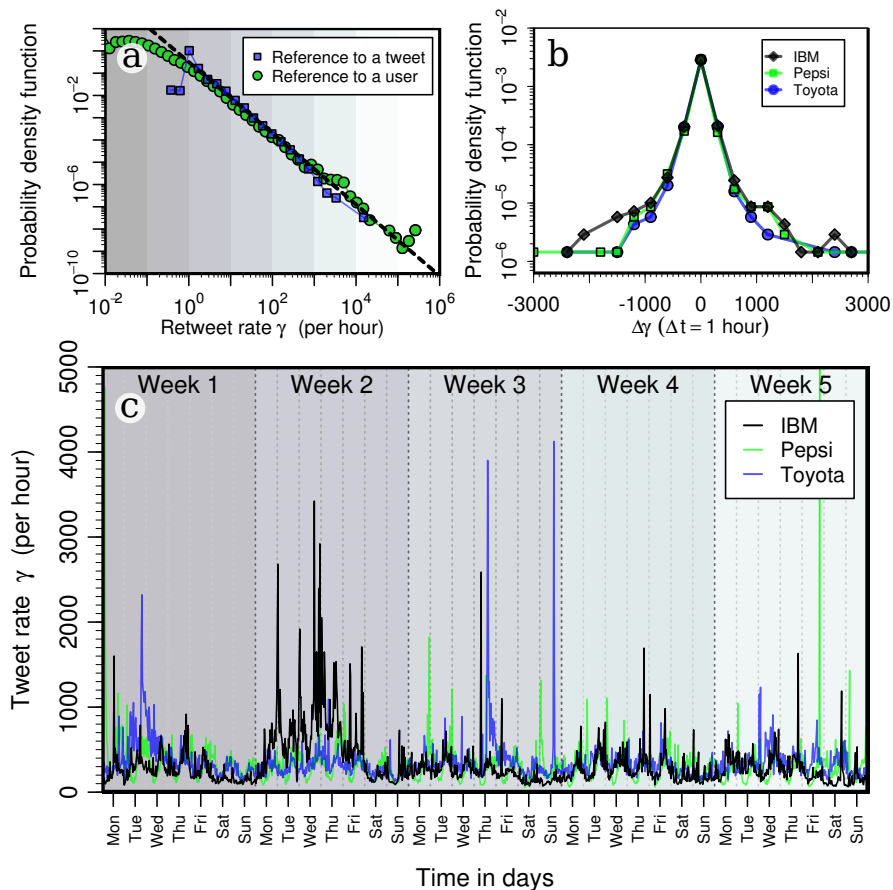 a
Probability density function
10^-2
10^-6
10^-10
Reference to a tweet
Reference to a user
10^-2 10^0 10^2 10^4 10^6
Retweet rate γ (per hour)
b
Probability density function
10^-2
10^-3
10^-4
10^-5
10^-6
IBM
Pepsi
Toyota
-3000 -1000 0 1000 3000
Δγ (Δt = 1 hour)
c
Tweet rate γ (per hour)
5000
4000
3000
2000
1000
0
Week 1 Week 2 Week 3 Week 4 Week 5
IBM
Pepsi
Toyota
Mon Tue Wed Thu Fri Sat Sun Mon Tue Wed Thu Fri Sat Sun Mon Tue Wed Thu Fri Sat Sun Mon Tue Wed Thu Fri Sat Sun Mon Tue Wed Thu Fri Sat Sun
Time in days